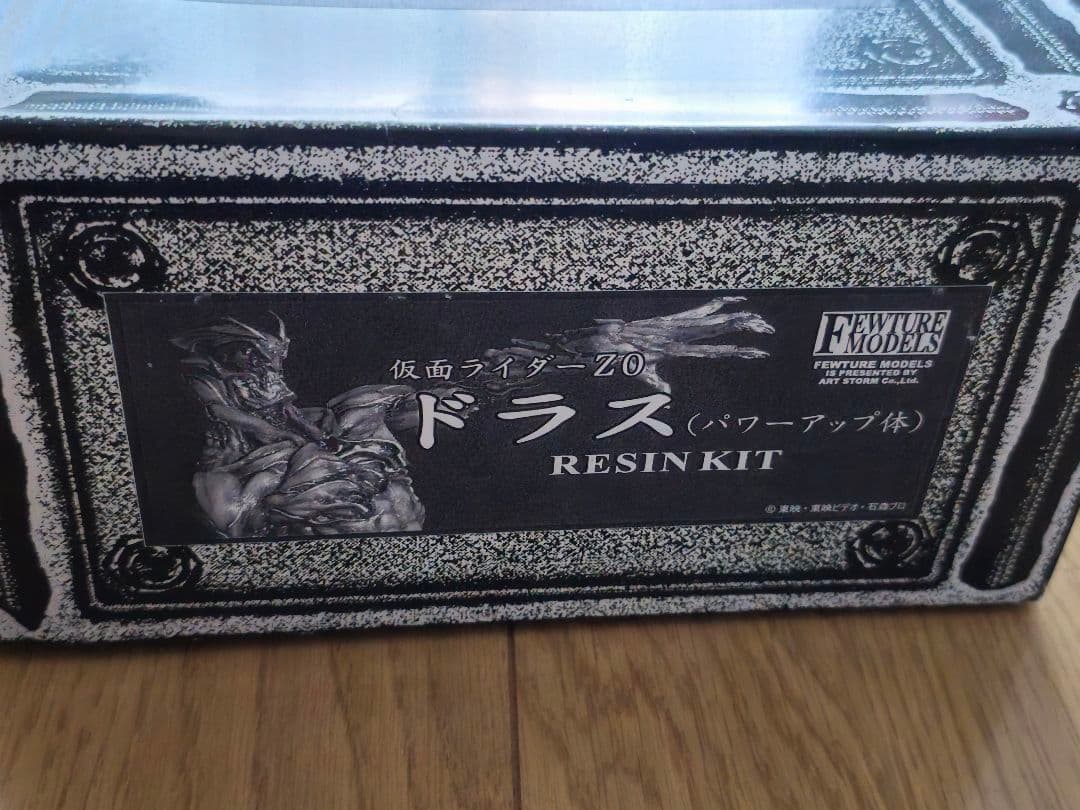 仮面ライダーZO
ドラス(パワーアップ体)
RESIN KIT
FEWTURE
MODELS
FEWTURE MODELS
IS PRESENTED BY
ART STORM Co.,Ltd.
© 東映・東映ビデオ・石森プロ